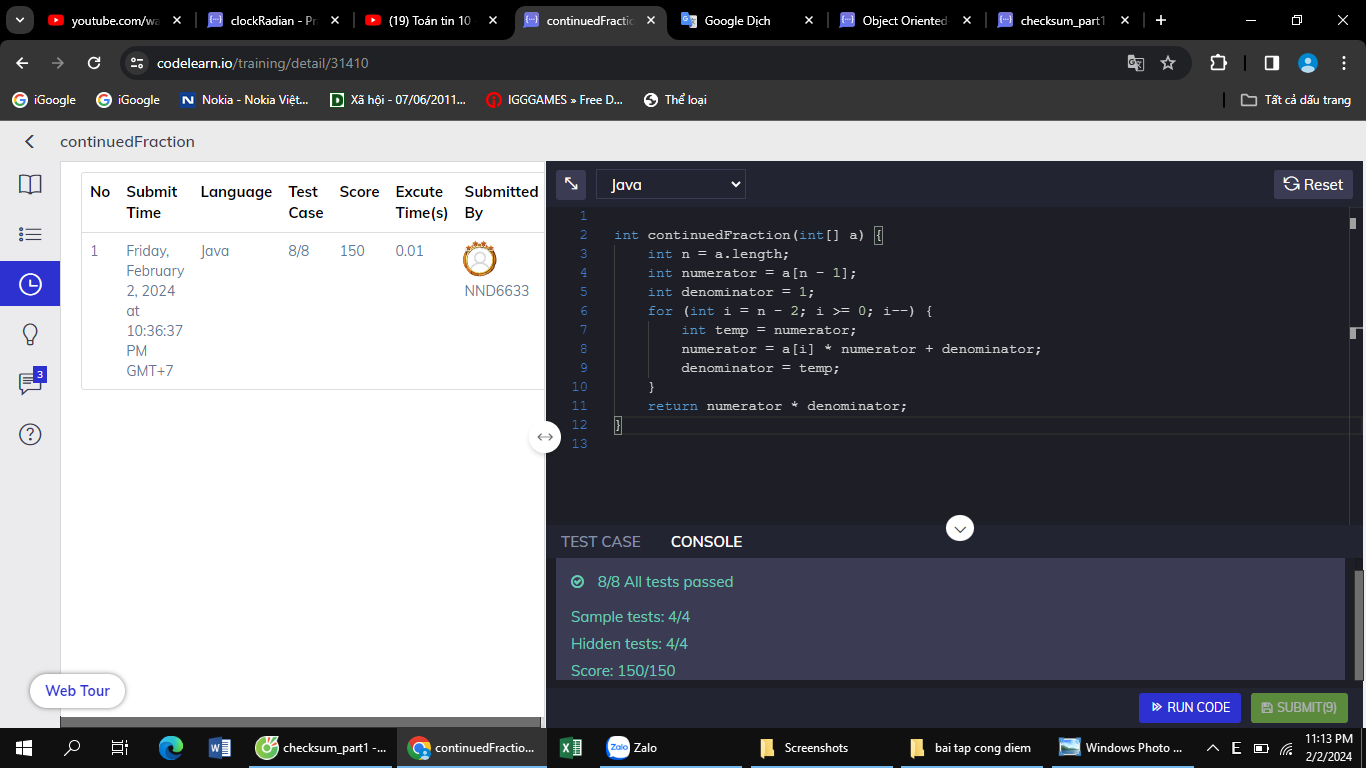 youtube.com/wa
clockRadian - Pr
(19) Toán tin 10
continuedFractic
Google Dịch
Object Oriented
checksum_part1
codelearn.io/training/detail/31410
iGoogle
iGoogle
Nokia - Nokia Việt...
Xã hội - 07/06/2011...
IGGGAMES » Free D...
Thể loại
Tất cả dấu trang
continuedFraction
No Submit Time Language Test Case Score Excute Time(s) Submitted By
1 Friday, February 2, 2024 at 10:36:37 PM GMT+7 Java 8/8 150 0.01 NND6633
3
Web Tour
Java
Reset
1
2 int continuedFraction(int[] a) {
3 int n = a.length;
4 int numerator = a[n - 1];
5 int denominator = 1;
6 for (int i = n - 2; i >= 0; i--) {
7 int temp = numerator;
8 numerator = a[i] * numerator + denominator;
9 denominator = temp;
10 }
11 return numerator * denominator;
12 }
13
TEST CASE CONSOLE
8/8 All tests passed
Sample tests: 4/4
Hidden tests: 4/4
Score: 150/150
RUN CODE
SUBMIT(9)
checksum_part1 -...
continuedFractio...
Zalo
Zalo
Screenshots
bai tap cong diem
Windows Photo ...
E
11:13 PM
2/2/2024